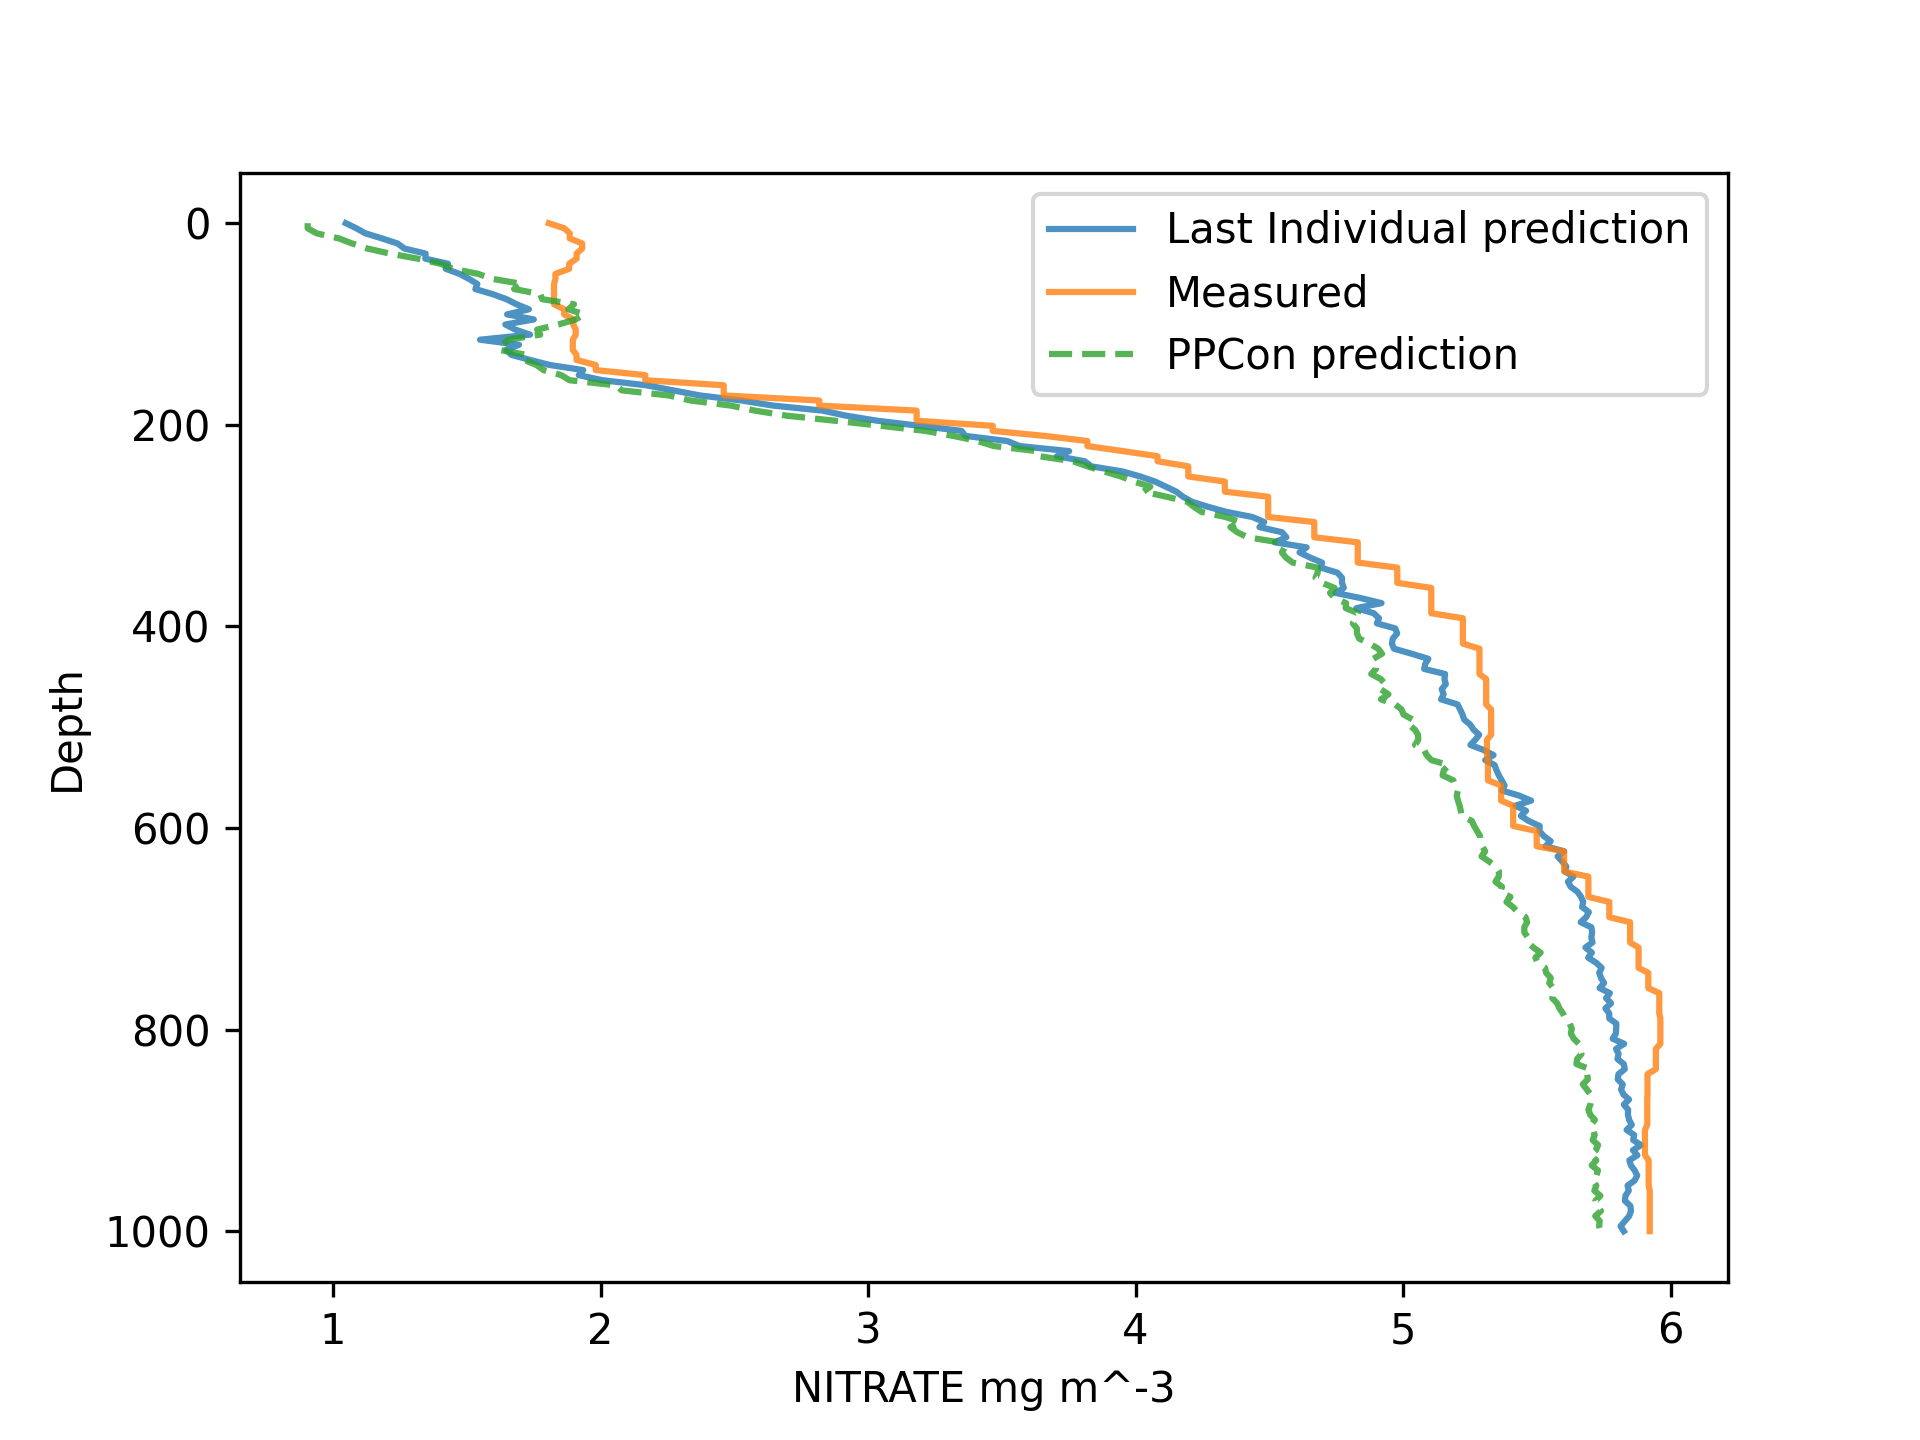 Last Individual prediction
Measured
PPCon prediction
0
200
400
600
800
1000
Depth
1 2 3 4 5 6
NITRATE mg m^-3